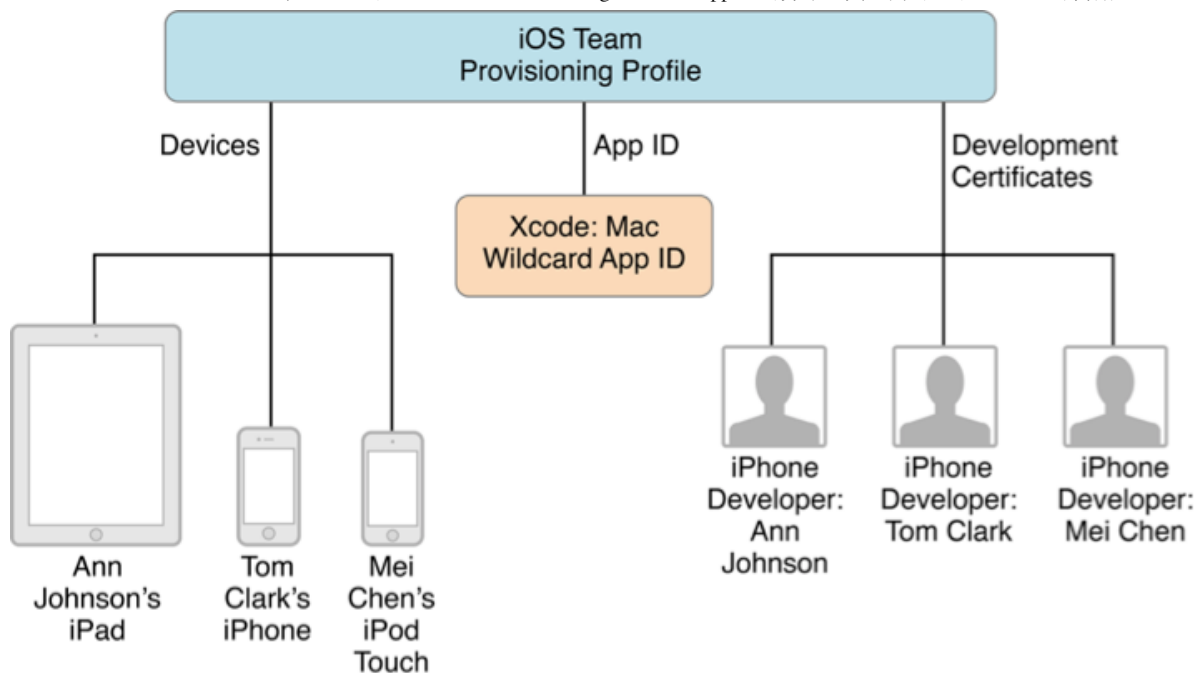 iOS Team
Provisioning Profile
Devices
App ID
Development
Certificates
Xcode: Mac
Wildcard App ID
Ann
Johnson's
iPad
Tom
Clark's
iPhone
Mei
Chen's
iPod
Touch
iPhone
Developer:
Ann
Johnson
iPhone
Developer:
Tom Clark
iPhone
Developer:
Mei Chen